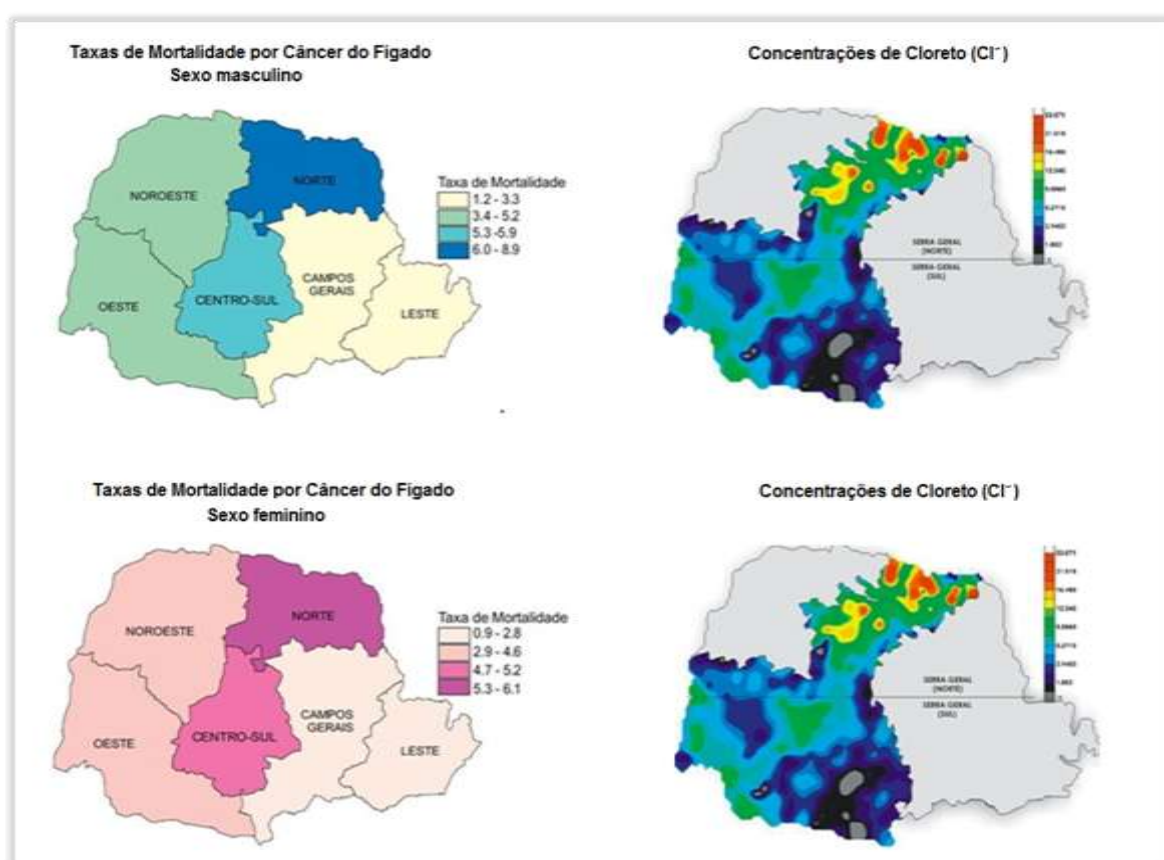 Taxas de Mortalidade por Câncer do Figado
Sexo masculino
Concentrações de Cloreto (Cl⁻)
NOROESTE
NORTE
OESTE
CENTRO-SUL
CAMPOS
GERAIS
LESTE
Taxa de Mortalidade
1.2 - 3.3
3.4 - 5.2
5.3 -5.9
6.0 - 8.9
SERRA-GERAL
(NORTE)
SERRA-GERAL
(SUL)
Taxas de Mortalidade por Câncer do Figado
Sexo feminino
Concentrações de Cloreto (Cl⁻)
NOROESTE
NORTE
OESTE
CENTRO-SUL
CAMPOS
GERAIS
LESTE
Taxa de Mortalidade
0.9 - 2.8
2.9 - 4.6
4.7 - 5.2
5.3 - 6.1
SERRA-GERAL
(NORTE)
SERRA-GERAL
(SUL)